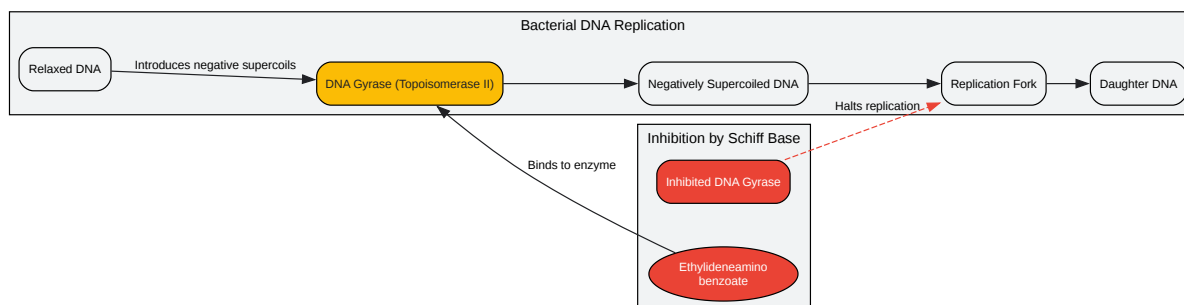 Bacterial DNA Replication
Relaxed DNA
Introduces negative supercoils
DNA Gyrase (Topoisomerase II)
Negatively Supercoiled DNA
Replication Fork
Daughter DNA
Halts replication
Inhibition by Schiff Base
Inhibited DNA Gyrase
Binds to enzyme
Ethylideneamino
benzoate